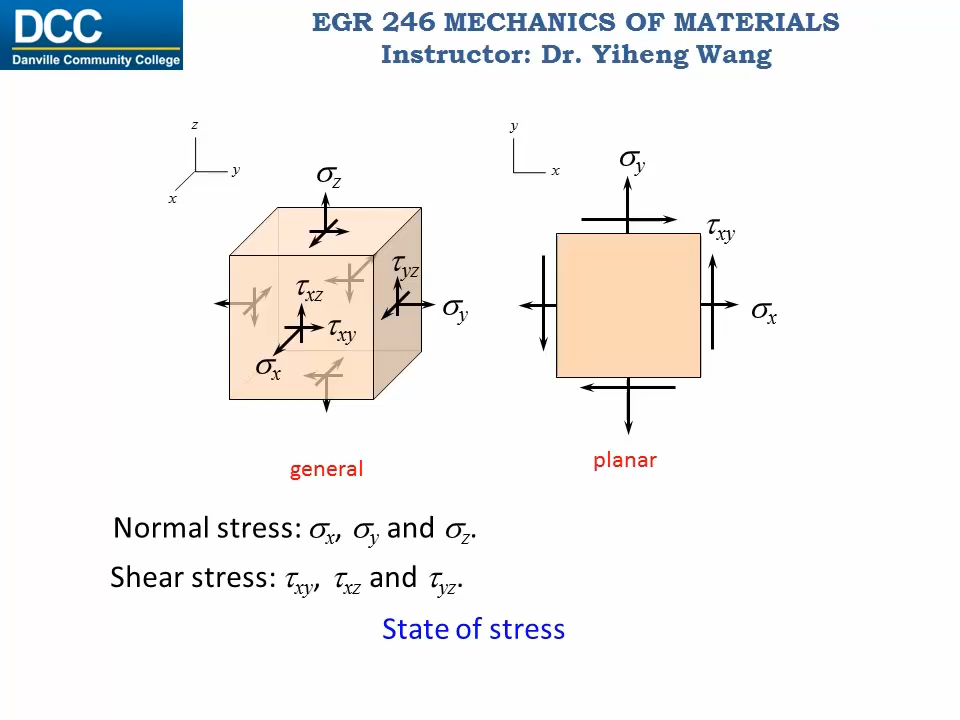 DCC
Danville Community College
EGR 246 MECHANICS OF MATERIALS
Instructor: Dr. Yiheng Wang
z
y
x
σz
τyz
τxz
τxy
σy
σx
general
y
x
σy
τxy
σx
planar
Normal stress: σx, σy and σz.
Shear stress: τxy, τxz and τyz.
State of stress